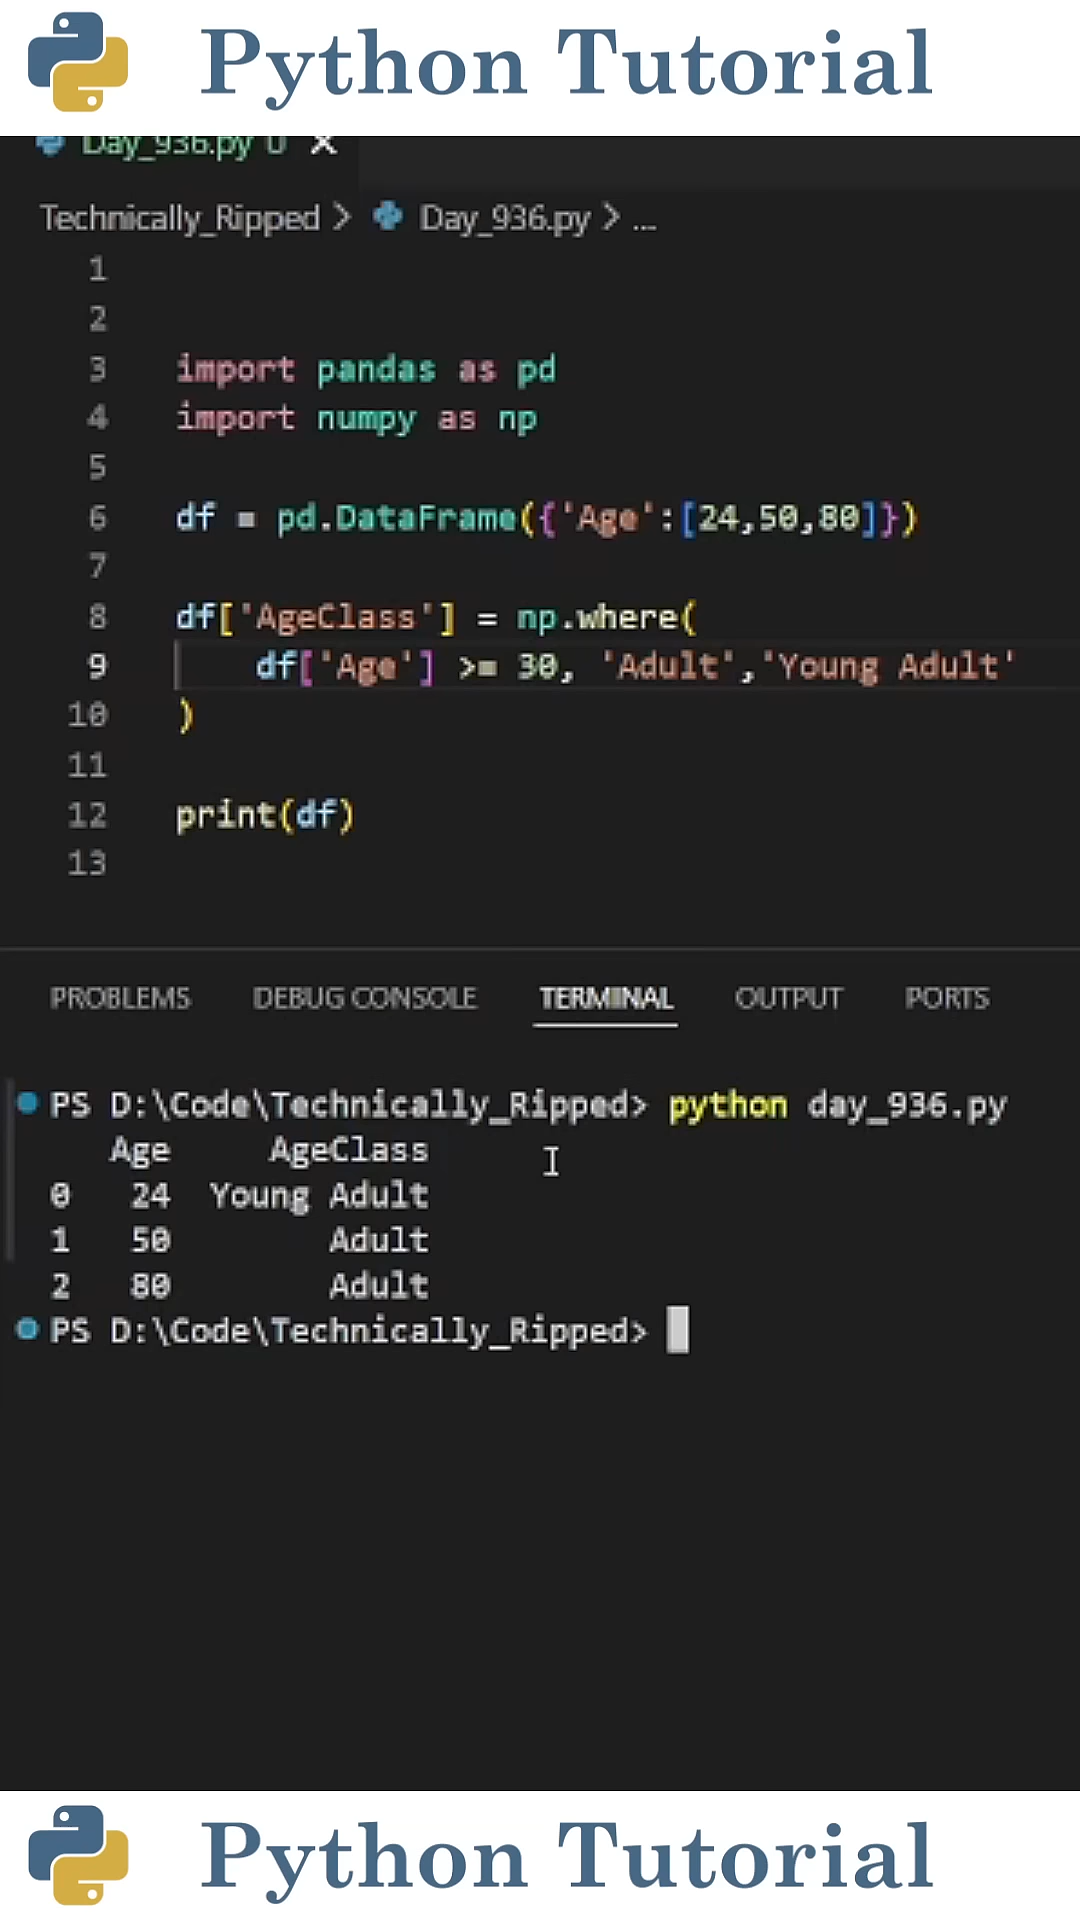 Python Tutorial
Day_936.py U X
Technically_Ripped > Day_936.py > ...
1
2
3 import pandas as pd
4 import numpy as np
5
6 df = pd.DataFrame({'Age':[24,50,80]})
7
8 df['AgeClass'] = np.where(
9 df['Age'] >= 30, 'Adult','Young Adult'
10 )
11
12 print(df)
13
PROBLEMS DEBUG CONSOLE TERMINAL OUTPUT PORTS
PS D:\Code\Technically_Ripped> python day_936.py
Age AgeClass
0 24 Young Adult
1 50 Adult
2 80 Adult
PS D:\Code\Technically_Ripped>
Python Tutorial